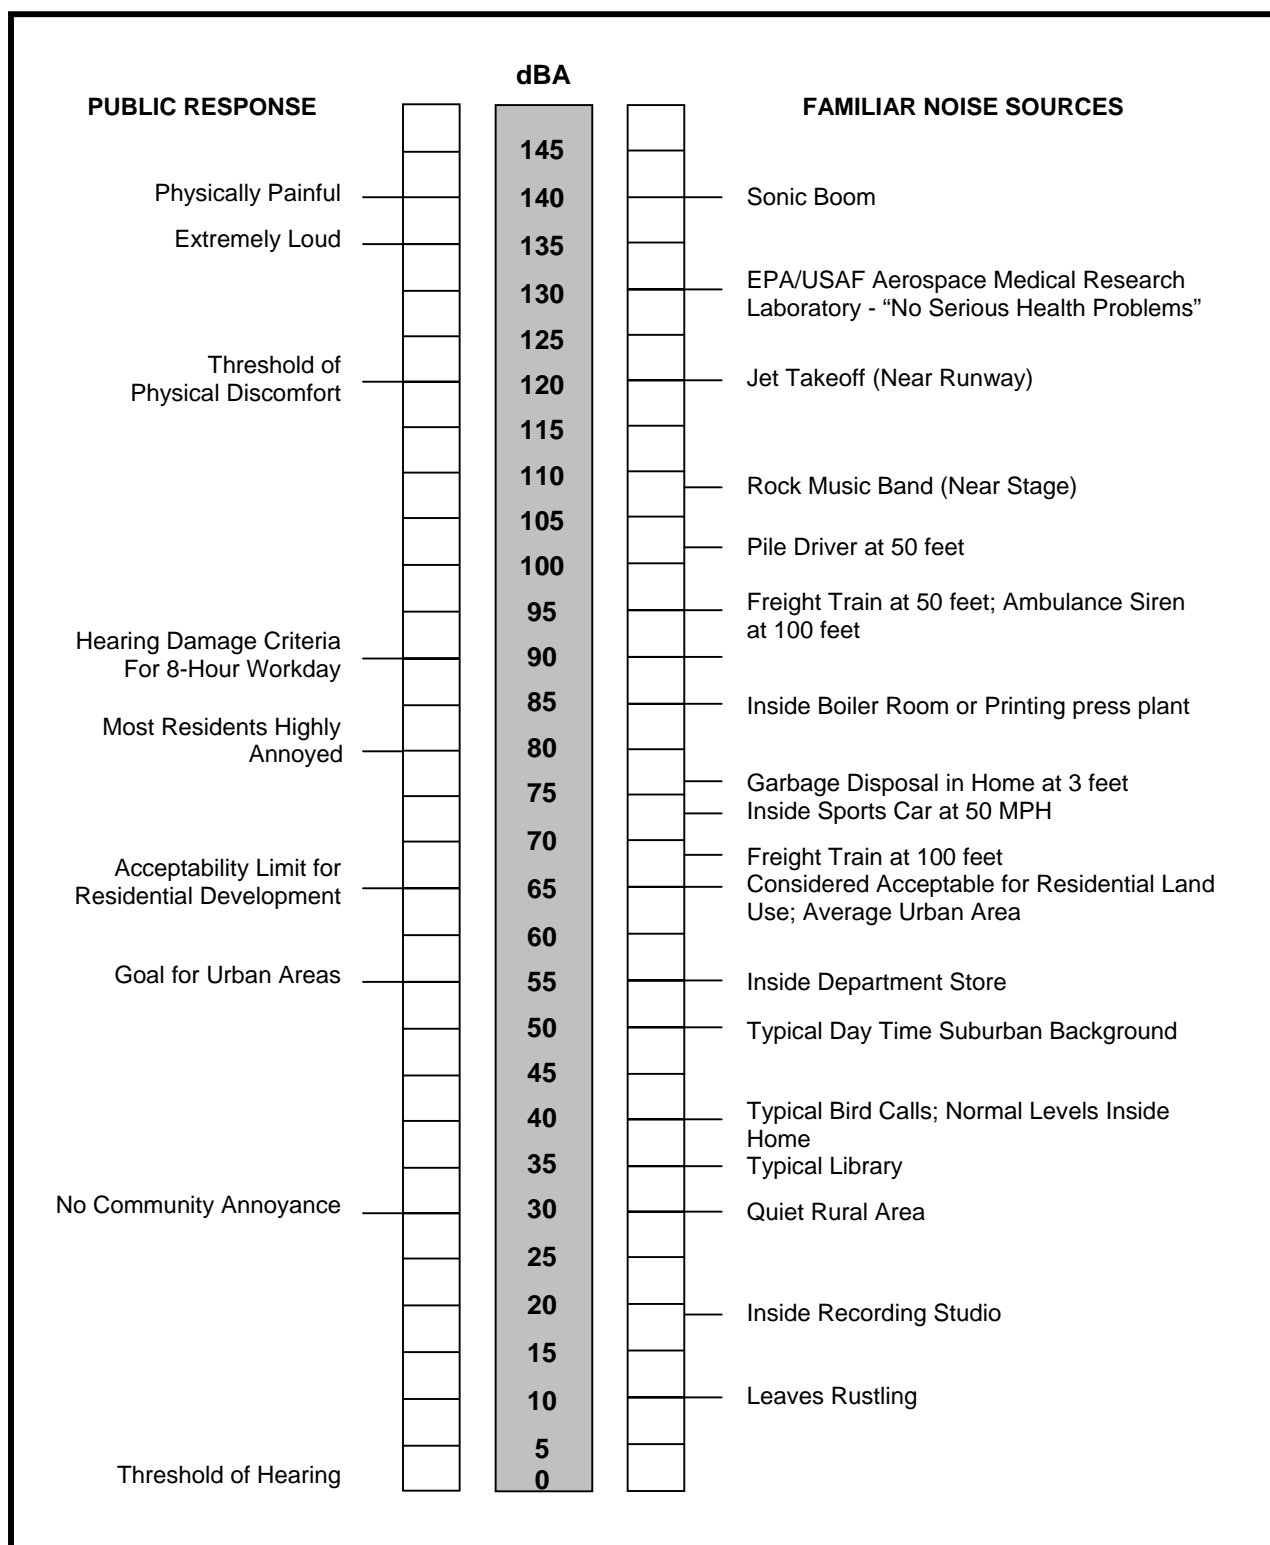 dBA
PUBLIC RESPONSE
FAMILIAR NOISE SOURCES
145
Physically Painful
140
Sonic Boom
Extremely Loud
135
EPA/USAF Aerospace Medical Research
130
Laboratory - “No Serious Health Problems”
125
Threshold of
Physical Discomfort
120
Jet Takeoff (Near Runway)
115
110
Rock Music Band (Near Stage)
105
Pile Driver at 50 feet
100
95
Freight Train at 50 feet; Ambulance Siren
at 100 feet
Hearing Damage Criteria
For 8-Hour Workday
90
85
Inside Boiler Room or Printing press plant
Most Residents Highly
Annoyed
80
Garbage Disposal in Home at 3 feet
75
Inside Sports Car at 50 MPH
70
Freight Train at 100 feet
Acceptability Limit for
Residential Development
65
Considered Acceptable for Residential Land
Use; Average Urban Area
60
Goal for Urban Areas
55
Inside Department Store
50
Typical Day Time Suburban Background
45
40
Typical Bird Calls; Normal Levels Inside
Home
35
Typical Library
No Community Annoyance
30
Quiet Rural Area
25
20
Inside Recording Studio
15
10
Leaves Rustling
5
Threshold of Hearing
0